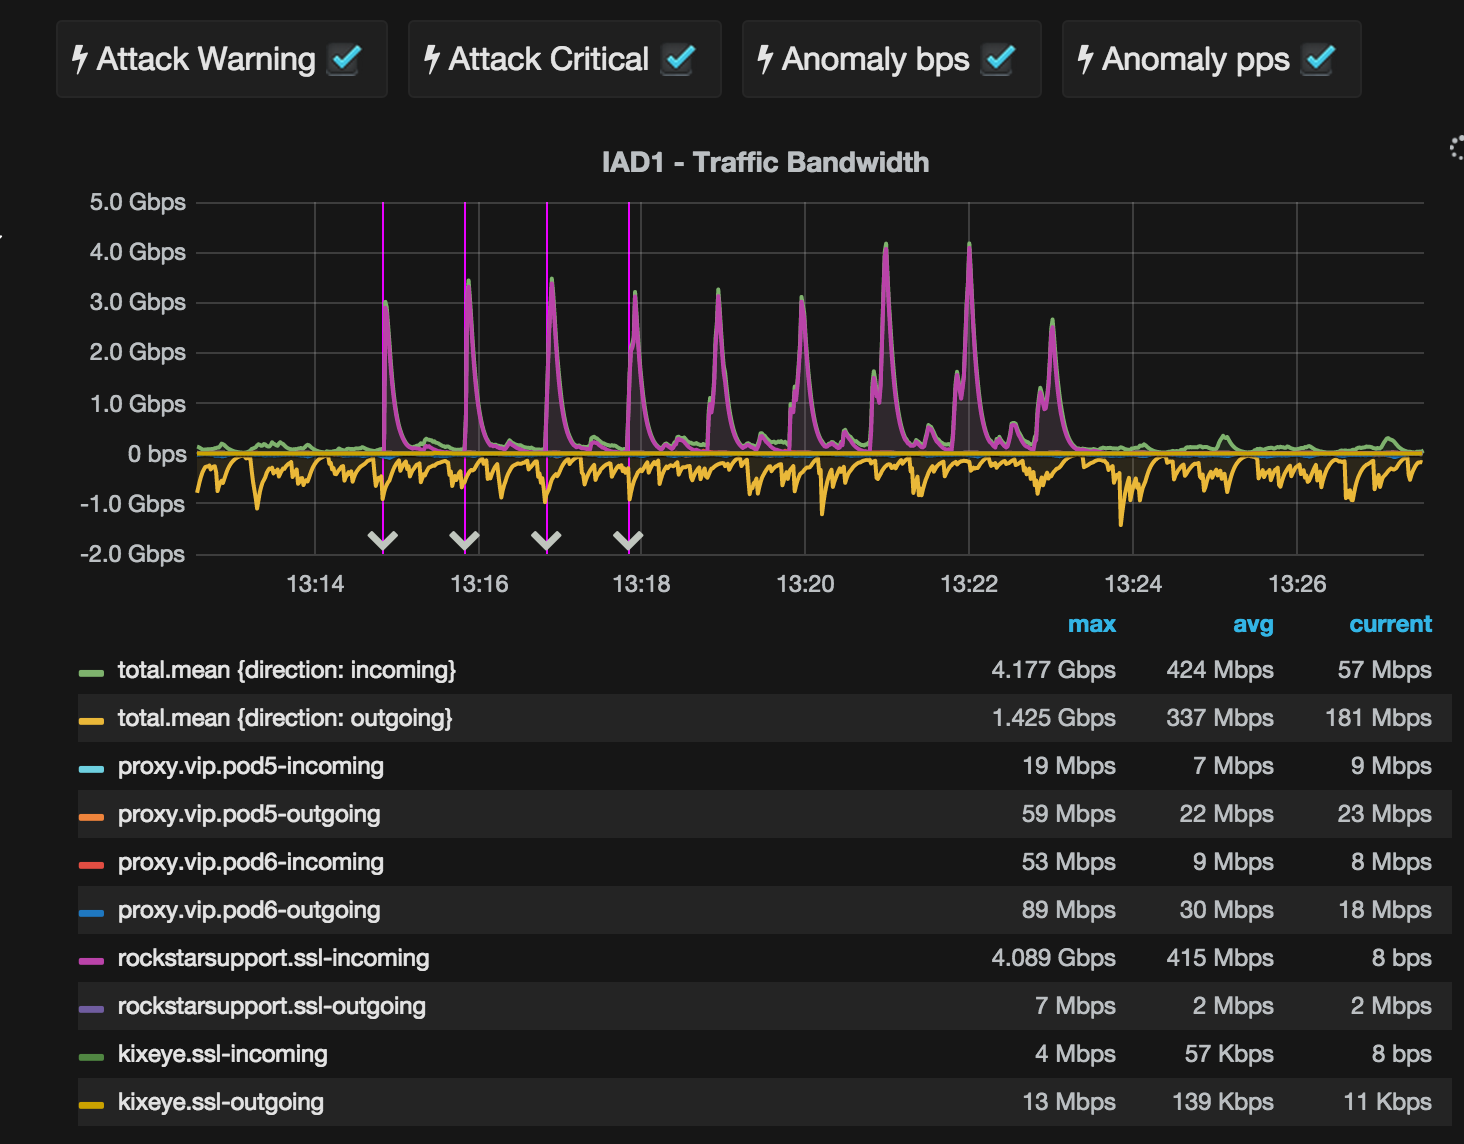 Attack Warning
Attack Critical
Anomaly bps
Anomaly pps
IAD1 - Traffic Bandwidth
5.0 Gbps
4.0 Gbps
3.0 Gbps
2.0 Gbps
1.0 Gbps
0 bps
-1.0 Gbps
-2.0 Gbps
13:14 13:16 13:18 13:20 13:22 13:24 13:26
max avg current
total.mean {direction: incoming} 4.177 Gbps 424 Mbps 57 Mbps
total.mean {direction: outgoing} 1.425 Gbps 337 Mbps 181 Mbps
proxy.vip.pod5-incoming 19 Mbps 7 Mbps 9 Mbps
proxy.vip.pod5-outgoing 59 Mbps 22 Mbps 23 Mbps
proxy.vip.pod6-incoming 53 Mbps 9 Mbps 8 Mbps
proxy.vip.pod6-outgoing 89 Mbps 30 Mbps 18 Mbps
rockstarsupport.ssl-incoming 4.089 Gbps 415 Mbps 8 bps
rockstarsupport.ssl-outgoing 7 Mbps 2 Mbps 2 Mbps
kixeye.ssl-incoming 4 Mbps 57 Kbps 8 bps
kixeye.ssl-outgoing 13 Mbps 139 Kbps 11 Kbps